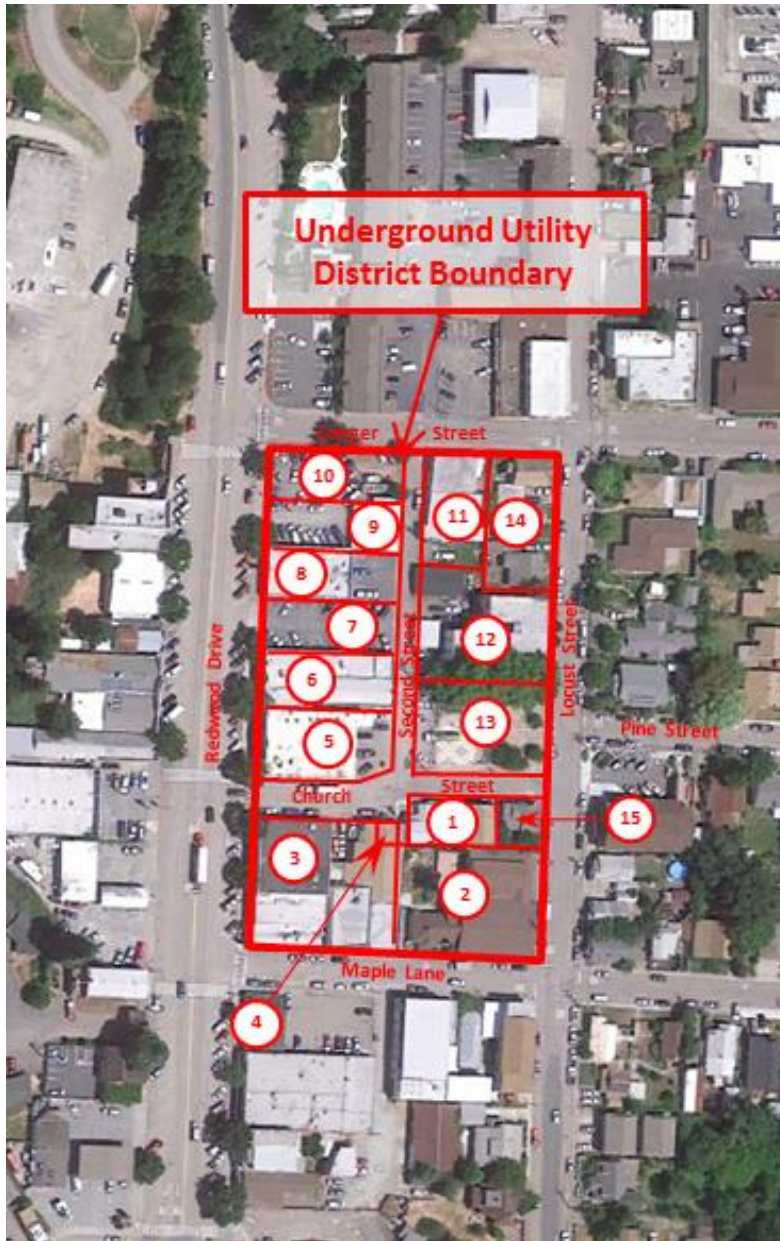 Underground Utility
District Boundary
Street
10
9
11
14
8
7
12
6
Redwood Drive
Second Street
Locust Street
5
13
Pine Street
Church
Street
1
15
3
2
Maple Lane
4